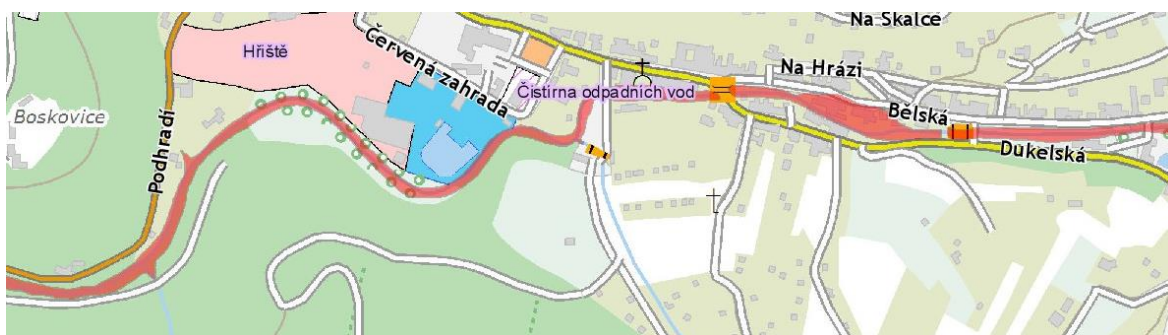 Na Skalce
Hřiště
Červená zahrada
Na Hrázi
Čistírna odpadních vod
Boskovice
Bělská
Podhradí
Dukelská